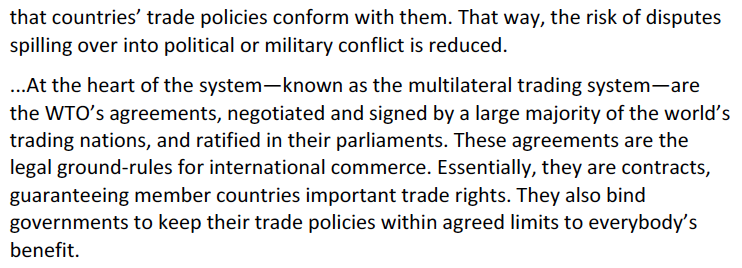 that countries’ trade policies conform with them. That way, the risk of disputes
spilling over into political or military conflict is reduced.
...At the heart of the system—known as the multilateral trading system—are
the WTO’s agreements, negotiated and signed by a large majority of the world’s
trading nations, and ratified in their parliaments. These agreements are the
legal ground-rules for international commerce. Essentially, they are contracts,
guaranteeing member countries important trade rights. They also bind
governments to keep their trade policies within agreed limits to everybody’s
benefit.